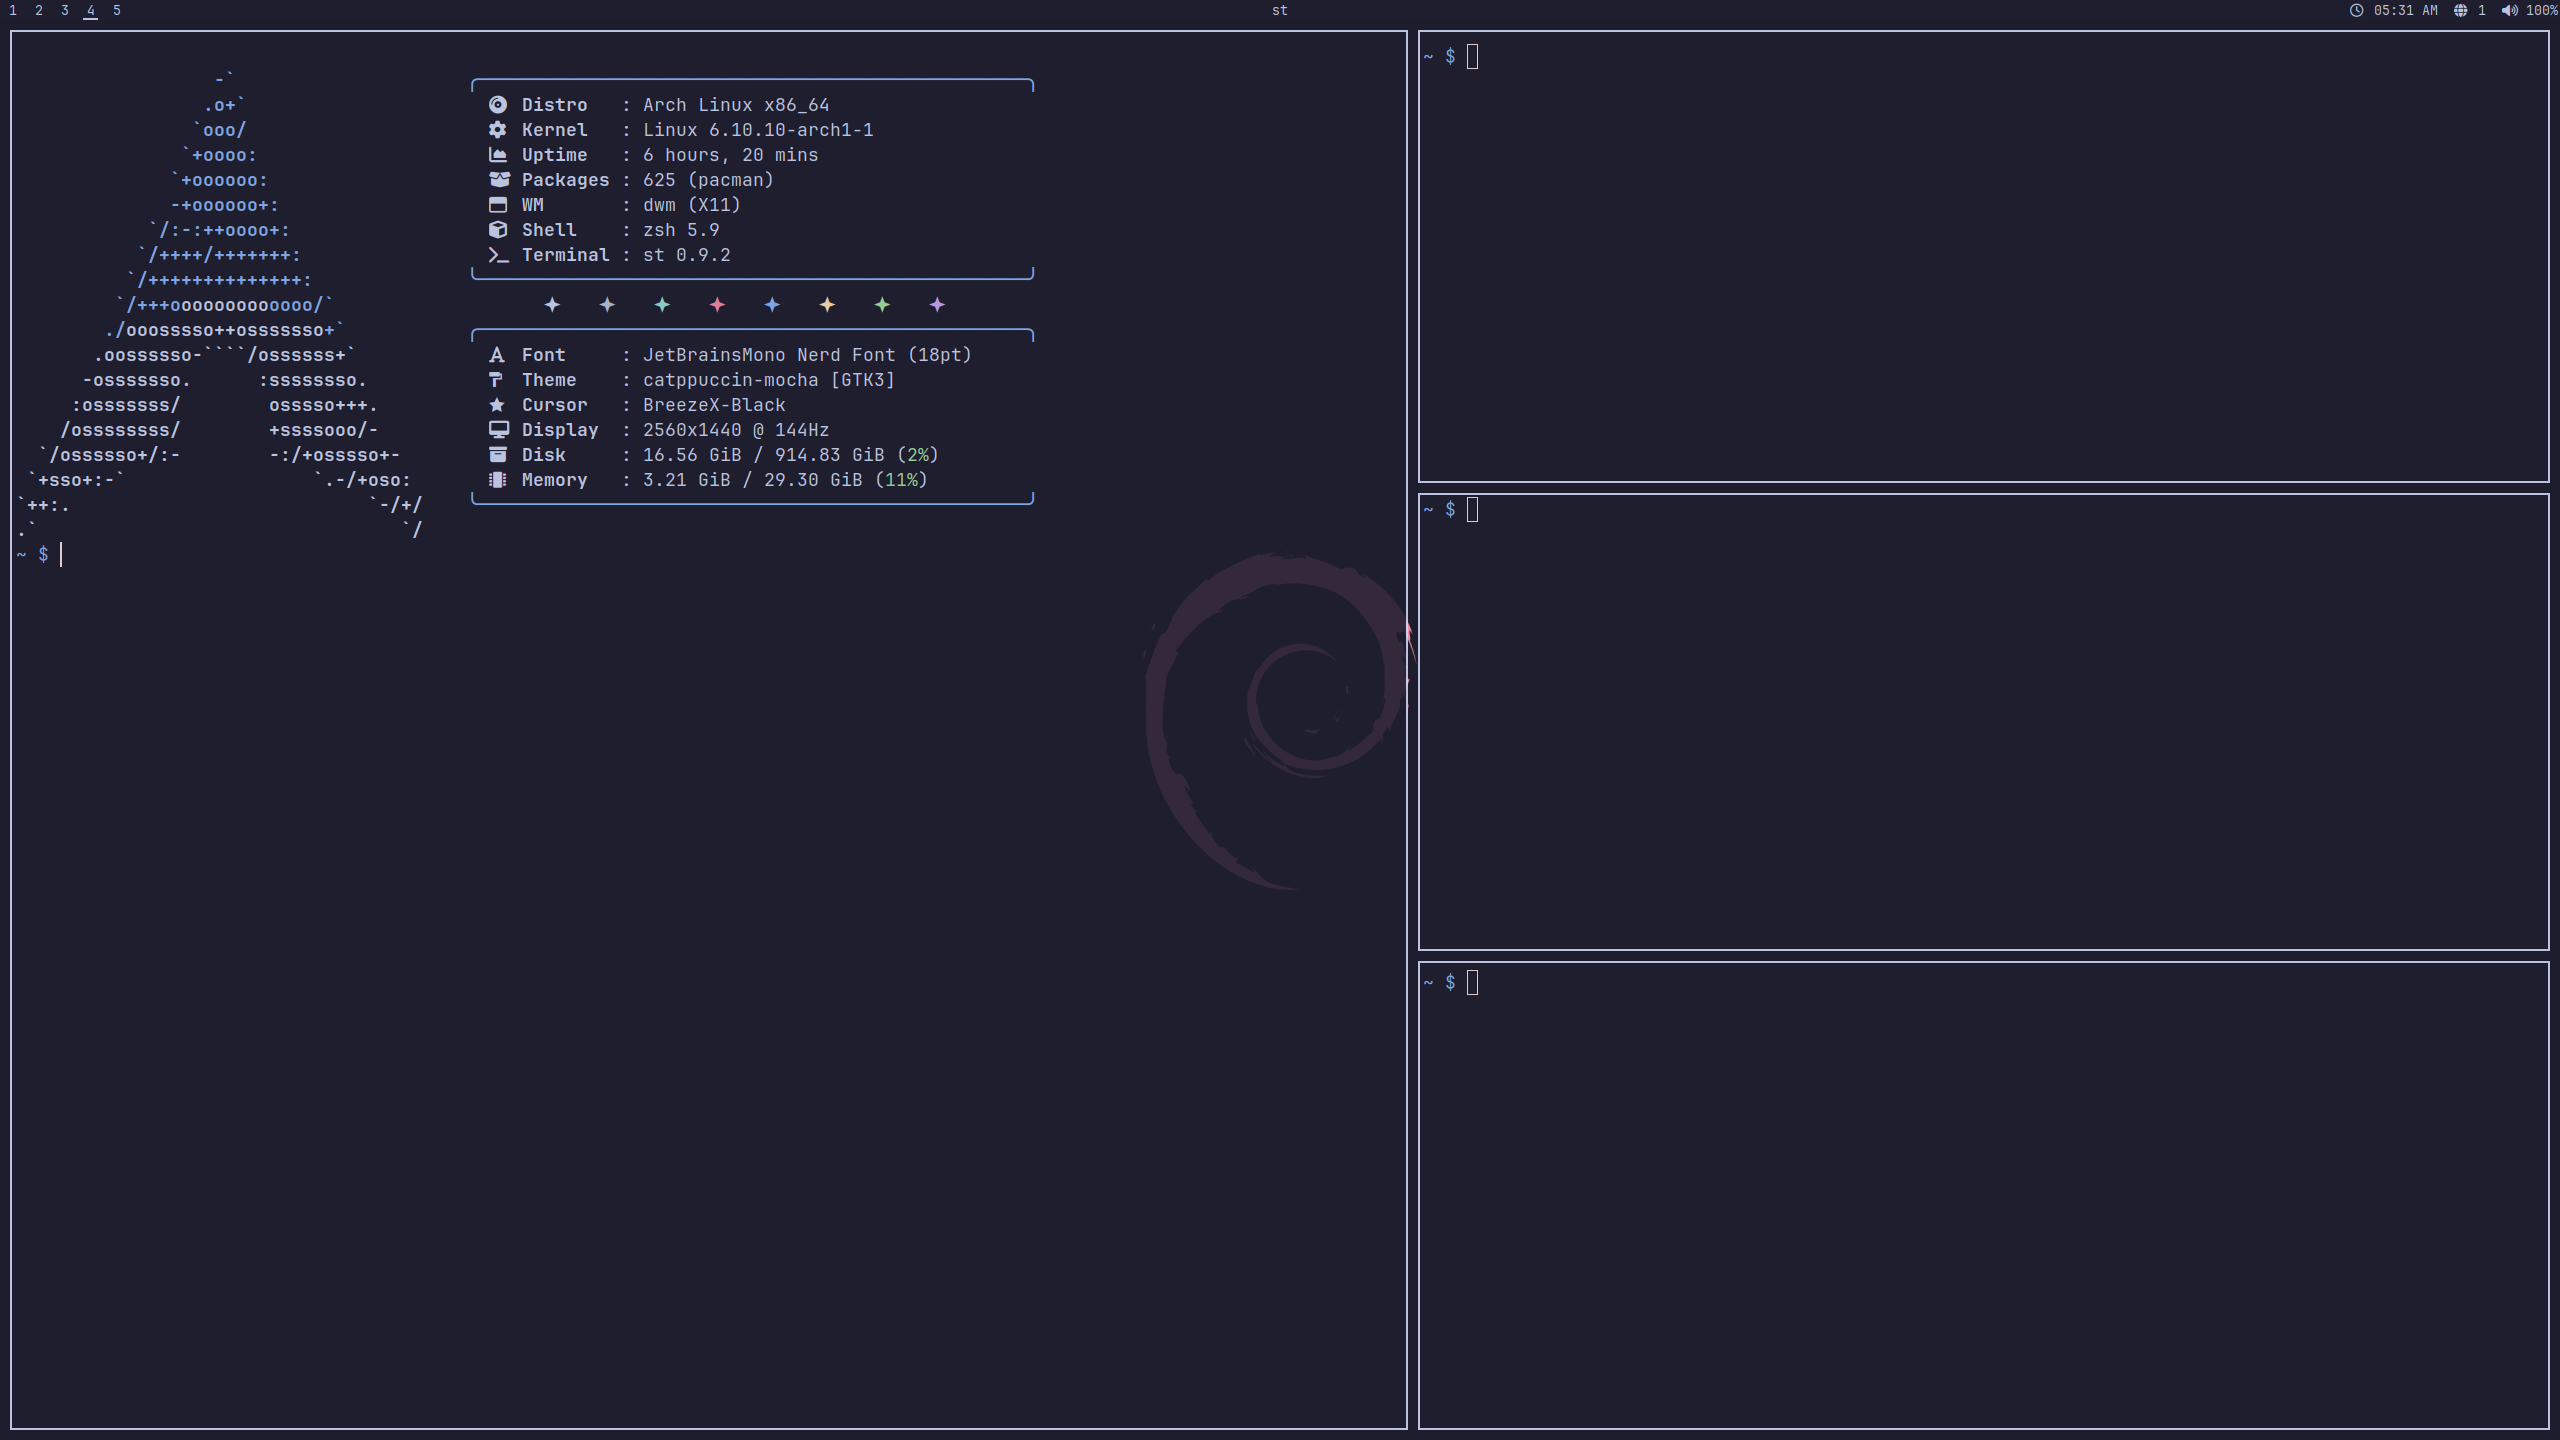 1 2 3 4 5 st 05:31 AM 1 100%
-`
.o+`
`ooo/
`+oooo:
`+oooooo:
-+oooooo+:
`/:-:++oooo+:
`/++++/+++++++:
`/++++++++++++++:
`/+++ooooooooooooo/`
./ooosssso++osssssso+`
.oossssso-````/ossssss+`
-osssssso. :ssssssso.
:osssssss/ osssso+++.
/ossssssss/ +ssssooo/-
`/ossssso+/:- -:/+osssso+-
`+sso+:-` `.-/+oso:
`++:. `-/+/
.` `/
Distro : Arch Linux x86_64
Kernel : Linux 6.10.10-arch1-1
Uptime : 6 hours, 20 mins
Packages : 625 (pacman)
WM : dwm (X11)
Shell : zsh 5.9
Terminal : st 0.9.2
Font : JetBrainsMono Nerd Font (18pt)
Theme : catppuccin-mocha [GTK3]
Cursor : BreezeX-Black
Display : 2560x1440 @ 144Hz
Disk : 16.56 GiB / 914.83 GiB (2%)
Memory : 3.21 GiB / 29.30 GiB (11%)
~ $
~ $
~ $
~ $